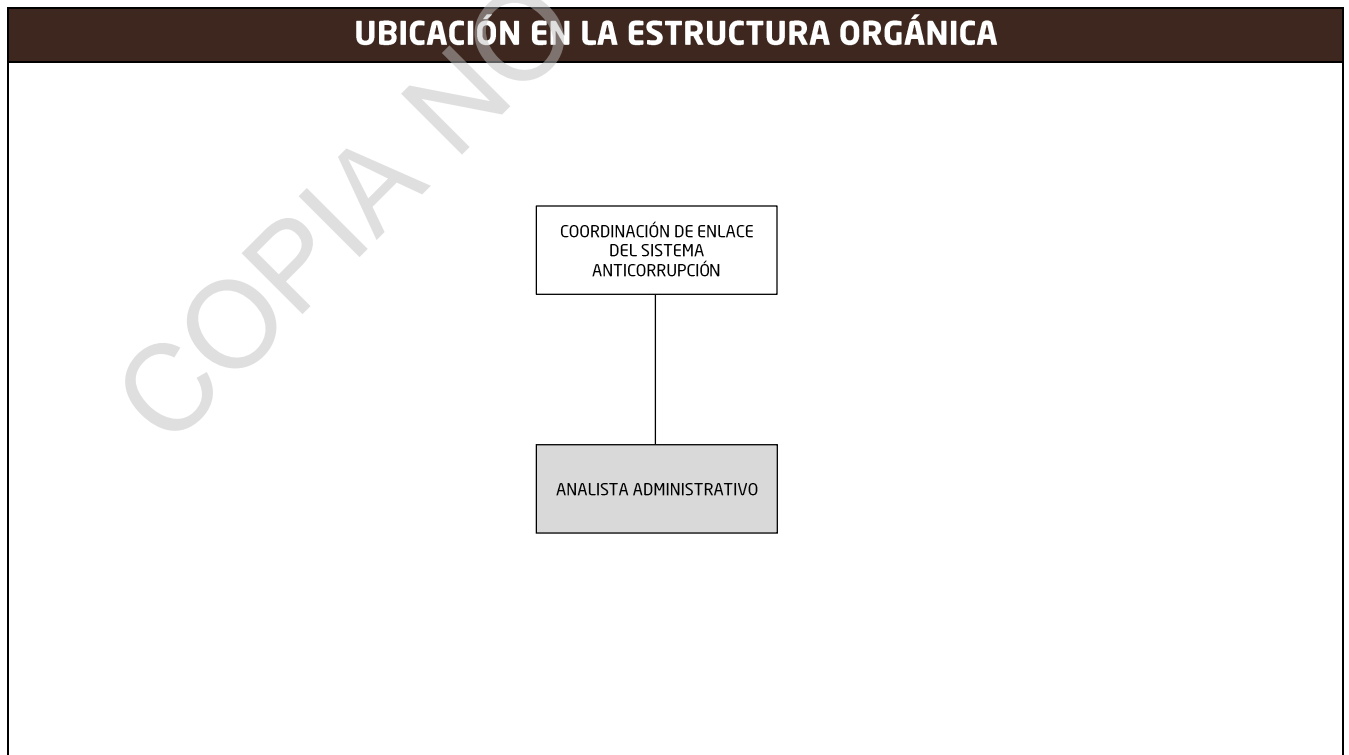 UBICACIÓN EN LA ESTRUCTURA ORGÁNICA
COPIA NO
COORDINACIÓN DE ENLACE
DEL SISTEMA
ANTICORRUPCIÓN
ANALISTA ADMINISTRATIVO